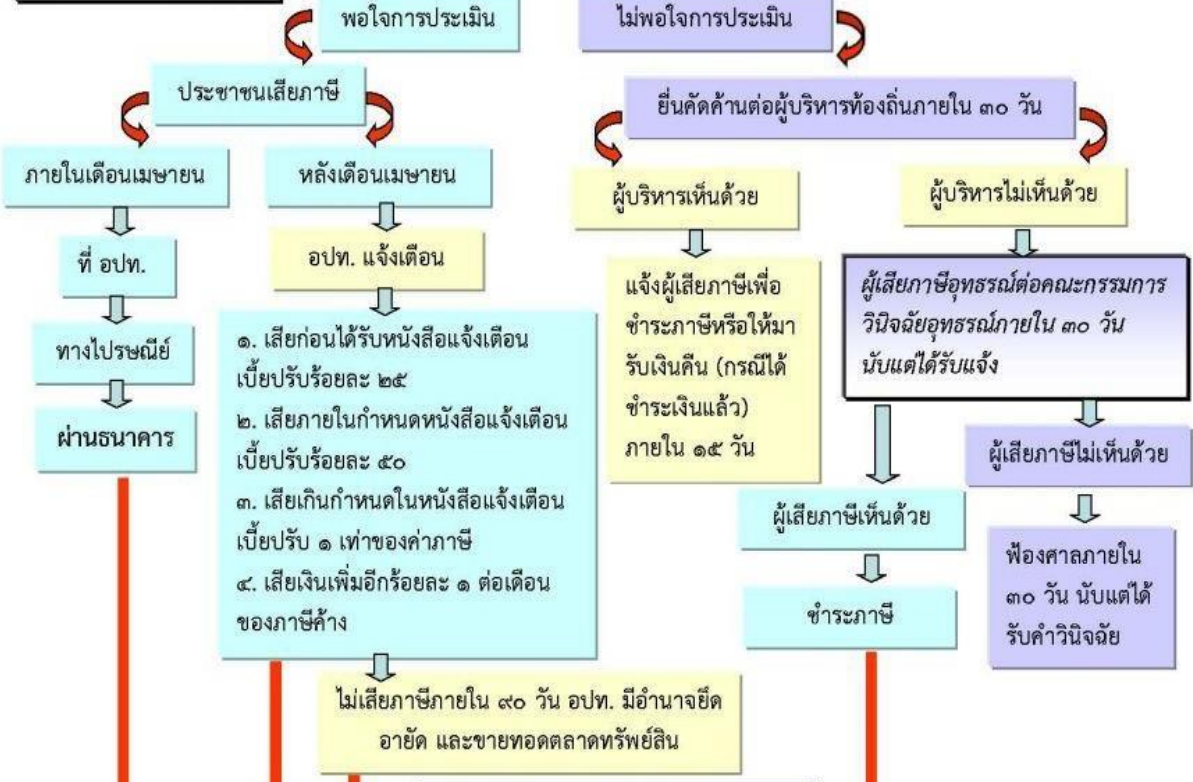 พอใจการประเมิน
ไม่พอใจการประเมิน
ประชาชนเสียภาษี
ยื่นคัดค้านต่อผู้บริหารท้องถิ่นภายใน ๓๐ วัน
ภายในเดือนเมษายน
หลังเดือนเมษายน
ผู้บริหารเห็นด้วย
ผู้บริหารไม่เห็นด้วย
ที่ อปท.
อปท. แจ้งเตือน
แจ้งผู้เสียภาษีเพื่อ
ชำระภาษีหรือให้มา
รับเงินคืน (กรณีได้
ชำระเงินแล้ว)
ภายใน ๑๕ วัน
ผู้เสียภาษีอุทธรณ์ต่อคณะกรรมการ
วินิจฉัยอุทธรณ์ภายใน ๓๐ วัน
นับแต่ได้รับแจ้ง
ทางไปรษณีย์
ผ่านธนาคาร
๑. เสียก่อนได้รับหนังสือแจ้งเตือน
เบี้ยปรับร้อยละ ๒๕
๒. เสียภายในกำหนดหนังสือแจ้งเตือน
เบี้ยปรับร้อยละ ๕๐
๓. เสียเกินกำหนดในหนังสือแจ้งเตือน
เบี้ยปรับ ๑ เท่าของค่าภาษี
๔. เสียเงินเพิ่มอีกร้อยละ ๑ ต่อเดือน
ของภาษีค้าง
ผู้เสียภาษีไม่เห็นด้วย
ผู้เสียภาษีเห็นด้วย
ฟ้องศาลภายใน
๓๐ วัน นับแต่ได้
รับคำวินิจฉัย
ชำระภาษี
ไม่เสียภาษีภายใน ๙๐ วัน อปท. มีอำนาจยึด
อายัด และขายทอดตลาดทรัพย์สิน